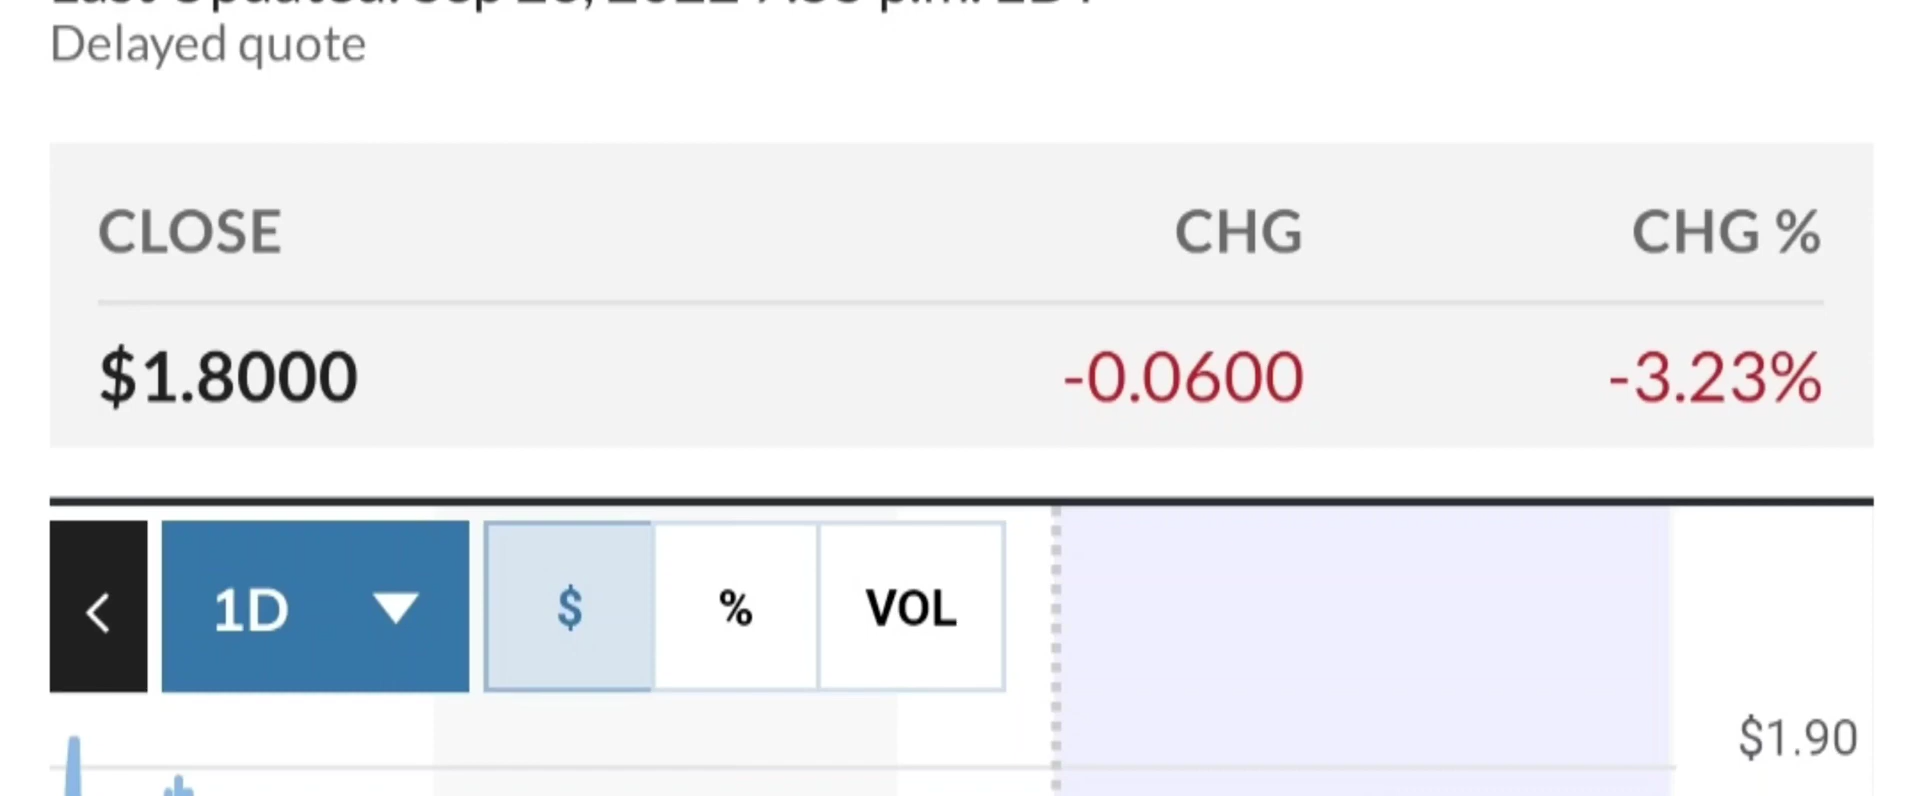 Delayed quote
CLOSE CHG CHG %
$1.8000 -0.0600 -3.23%
1D $ % VOL
$1.90